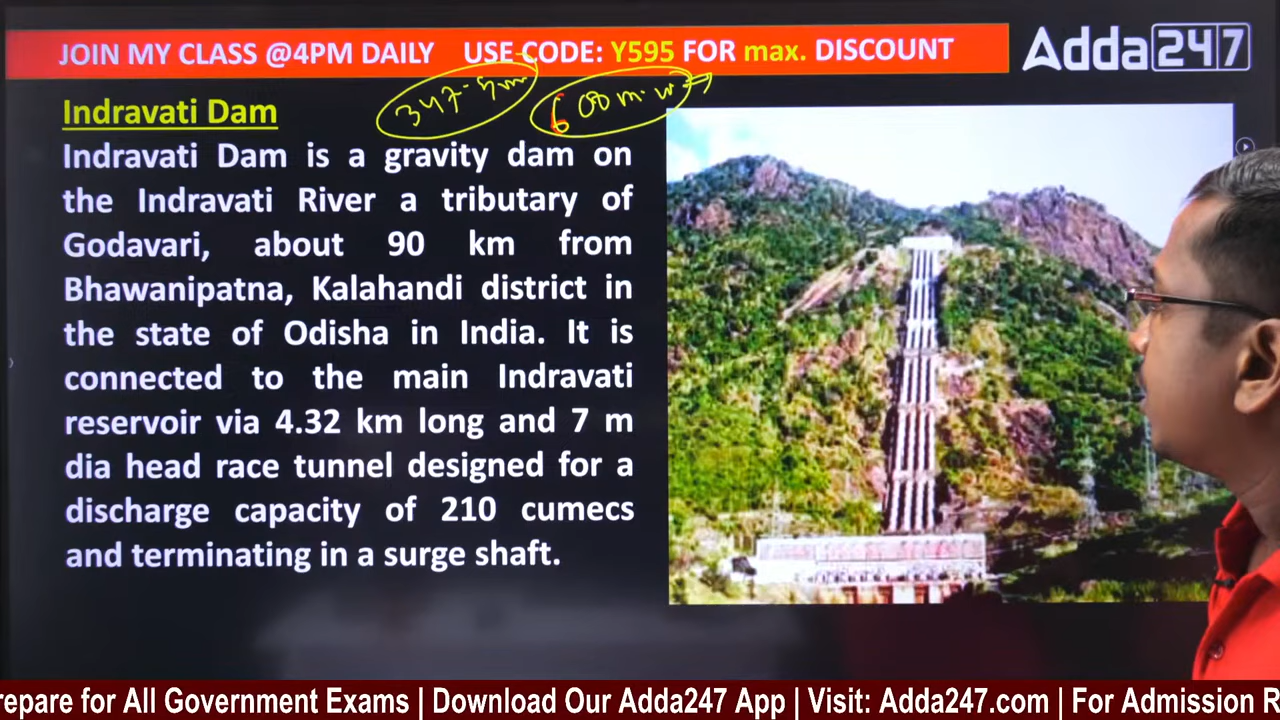 JOIN MY CLASS @4PM DAILY USE CODE: Y595 FOR max. DISCOUNT
Adda247
Indravati Dam
600 m.w
Indravati Dam is a gravity dam on
the Indravati River a tributary of
Godavari, about 90 km from
Bhawanipatna, Kalahandi district in
the state of Odisha in India. It is
connected to the main Indravati
reservoir via 4.32 km long and 7 m
dia head race tunnel designed for a
discharge capacity of 210 cumecs
and terminating in a surge shaft.
repare for All Government Exams | Download Our Adda247 App | Visit: Adda247.com | For Admission R